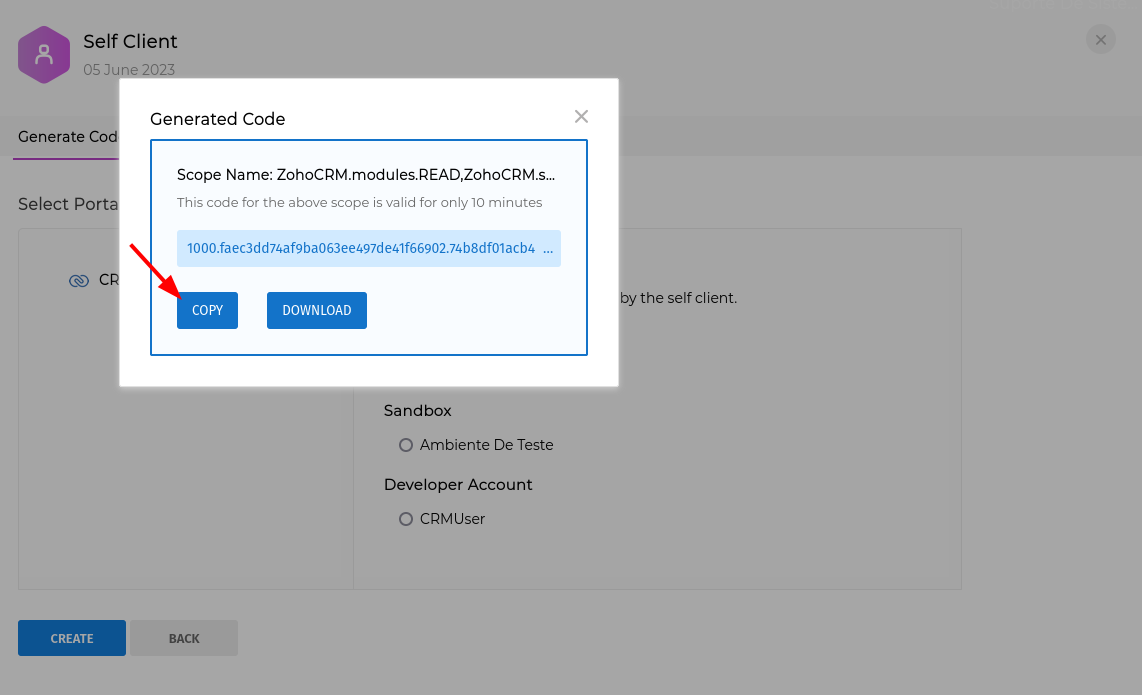 Self Client
05 June 2023
Generated Code
Generate Cod
Scope Name: ZohoCRM.modules.READ,ZohoCRM.s...
This code for the above scope is valid for only 10 minutes
Select Porta
1000.faec3dd74af9ba063ee497de41f66902.74b8df01acb4 ...
CR
by the self client.
COPY
DOWNLOAD
Sandbox
Ambiente De Teste
Developer Account
CRMUser
CREATE
BACK